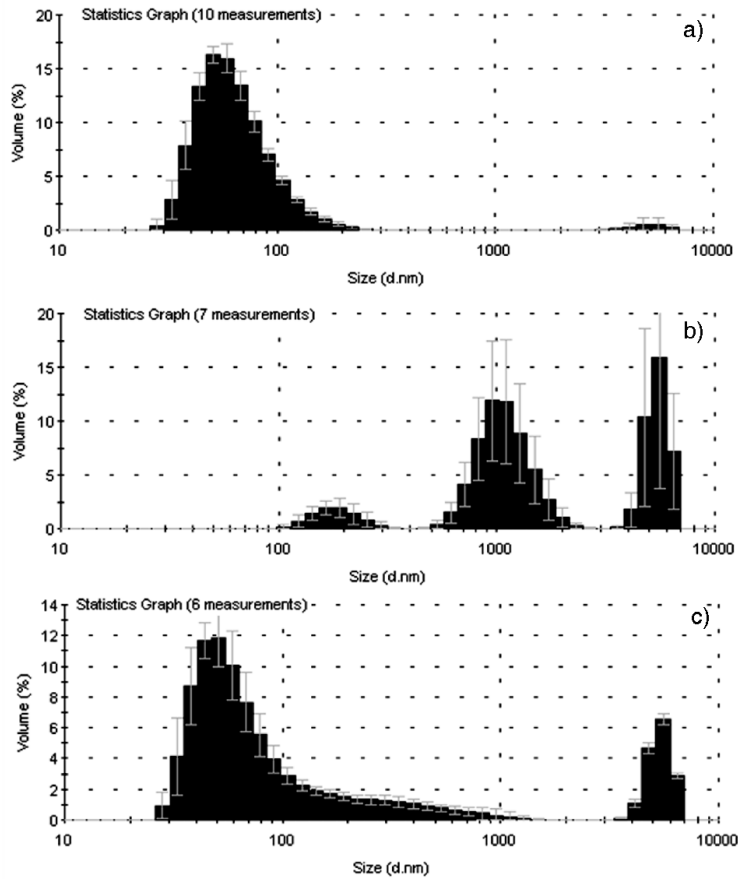 Statistics Graph (10 measurements)
a)
20
15
10
5
0
Volume (%)
10
100
1000
10000
Size (d.nm)
Statistics Graph (7 measurements)
b)
20
15
10
5
0
Volume (%)
10
100
1000
10000
Size (d.nm)
Statistics Graph (6 measurements)
c)
14
12
10
8
6
4
2
0
Volume (%)
10
100
1000
10000
Size (d.nm)